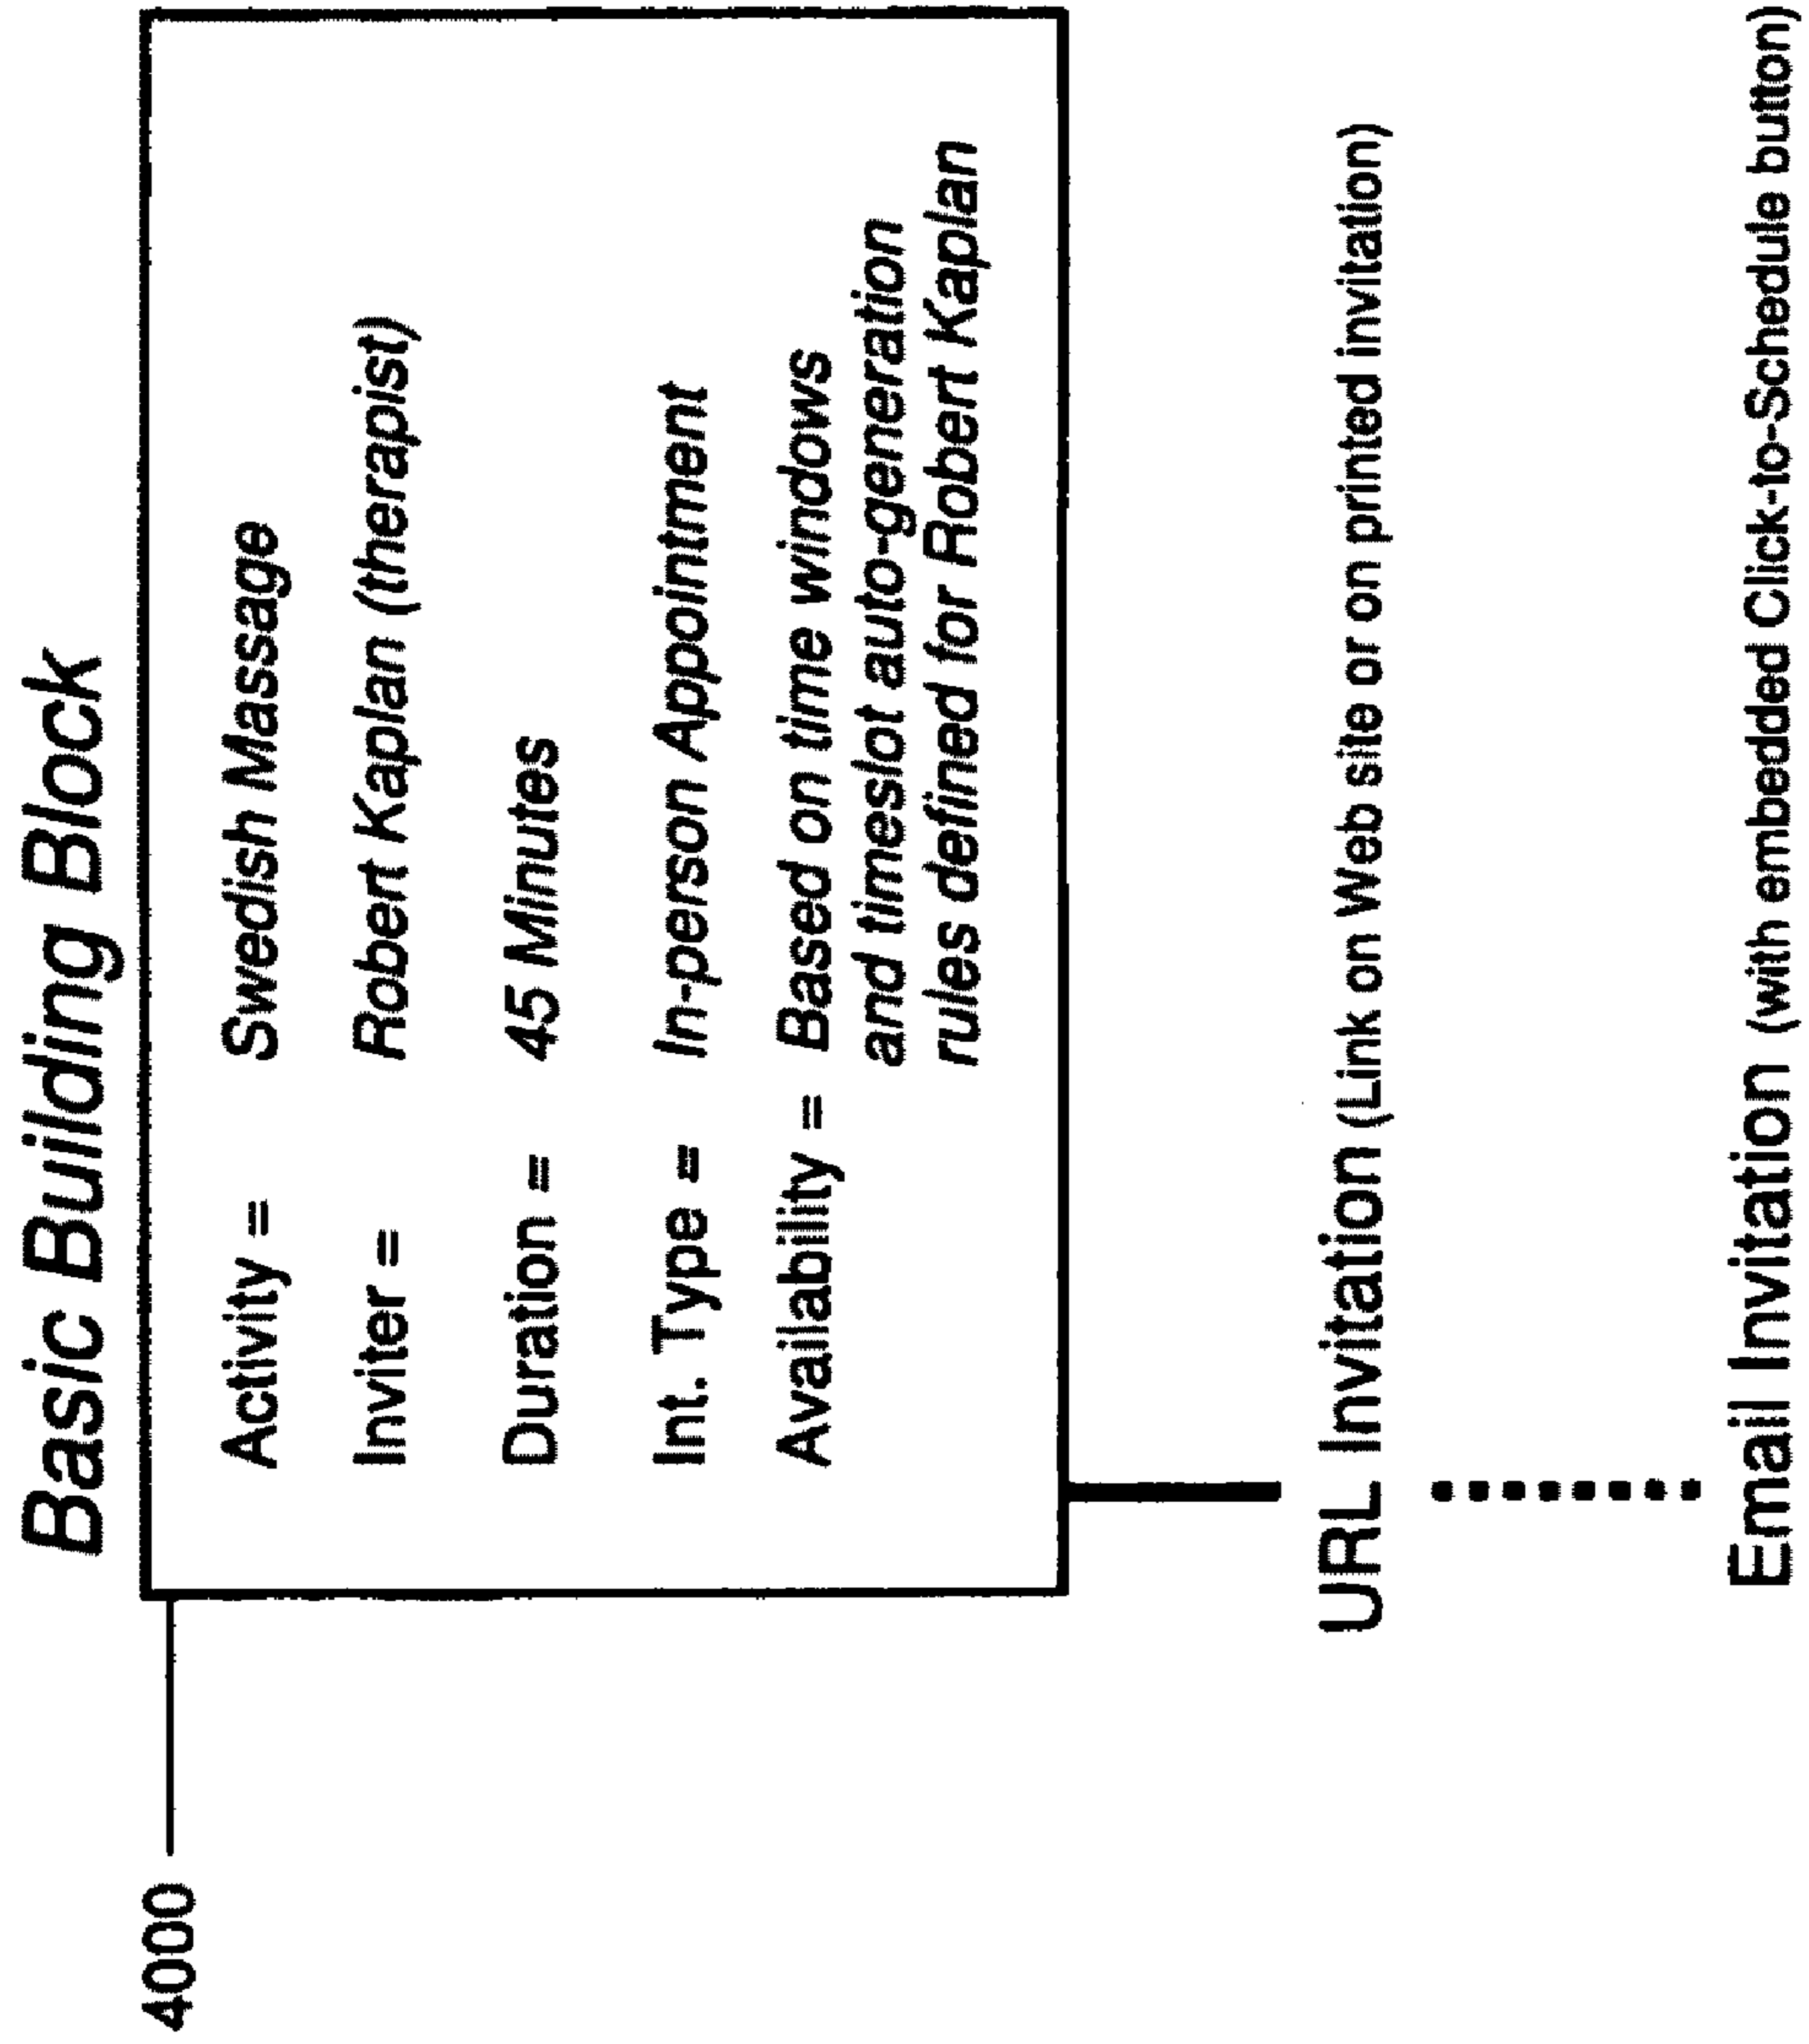 Basic Building Block
4000
Activity = Swedish Massage
Inviter = Robert Kaplan (therapist)
Duration = 45 Minutes
Int. Type = In-person Appointment
Availability = Based on time windows
and timeslot auto-generation
rules defined for Robert Kaplan
URL Invitation (Link on Web site or on printed invitation)
Email Invitation (with embedded Click-to-Schedule button)